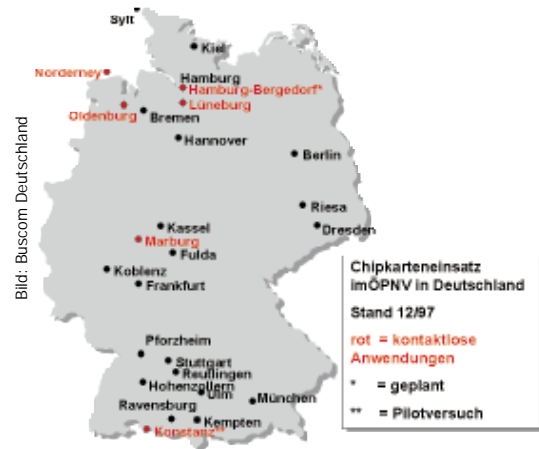 Sylt
Kiel
Norderney
Hamburg
Hamburg-Bergedorf*
Lüneburg
Oldenburg
Bremen
Hannover
Berlin
Riesa
Dresden
Kassel
Marburg
Fulda
Koblenz
Frankfurt
Pforzheim
Stuttgart
Reutlingen
Hohenzollern
Ulm
München
Ravensburg
Kempten
Konstanz**
Bild: Buscom Deutschland
Chipkarteneinsatz
imÖPNV in Deutschland
Stand 12/97
rot = kontaktlose
Anwendungen
* = geplant
** = Pilotversuch